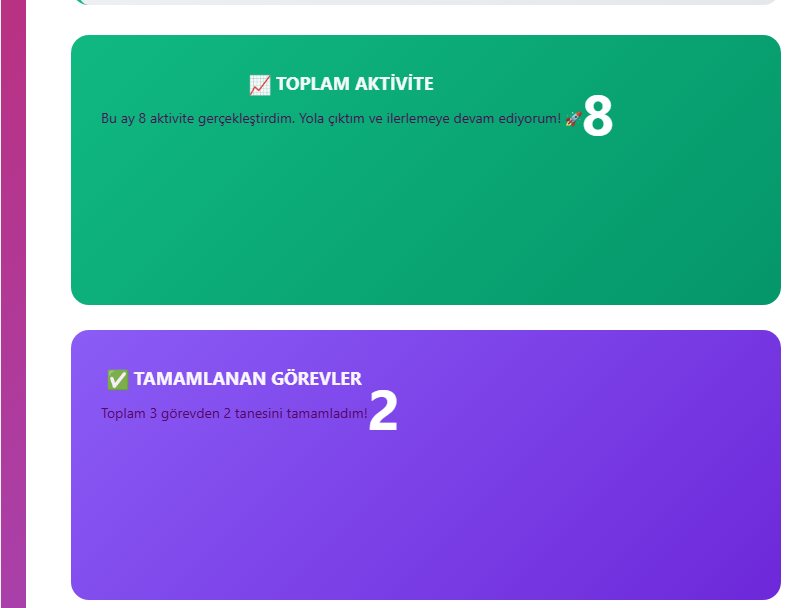 📈 TOPLAM AKTİVİTE
Bu ay 8 aktivite gerçekleştirdim. Yola çıktım ve ilerlemeye devam ediyorum! 🚀
8
✅ TAMAMLANAN GÖREVLER
Toplam 3 görevden 2 tanesini tamamladım!
2